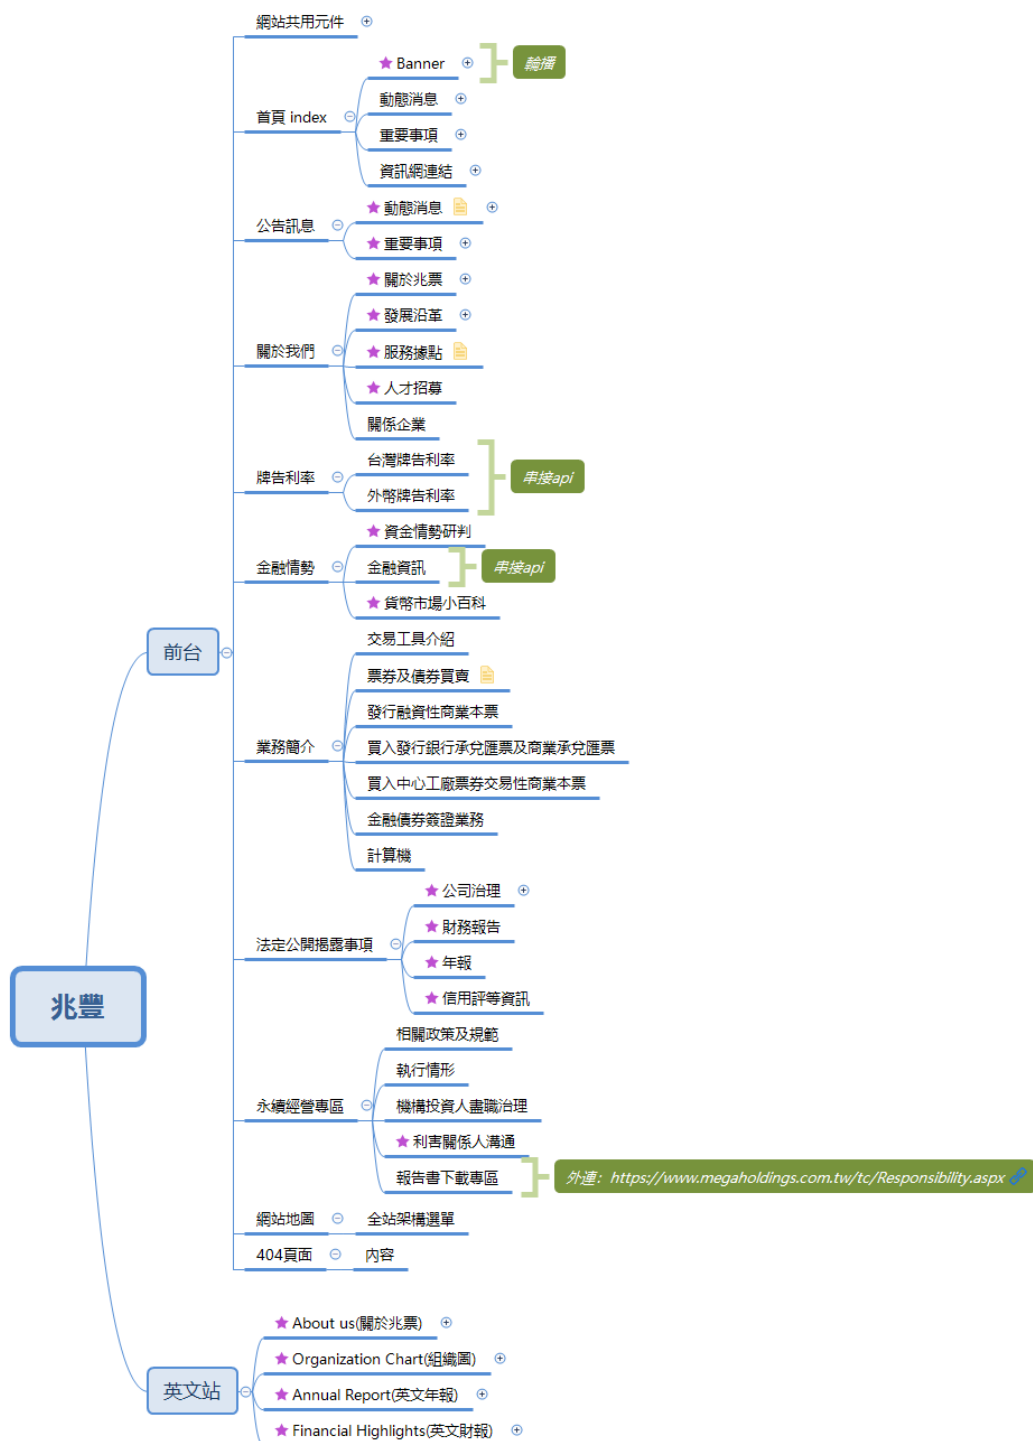 網站共用元件
Banner
輪播
動態消息
首頁 index
重要事項
資訊網連結
動態消息
公告訊息
重要事項
關於兆票
發展沿革
關於我們
服務據點
人才招募
關係企業
台灣牌告利率
牌告利率
串接api
外幣牌告利率
資金情勢研判
金融情勢
金融資訊
串接api
貨幣市場小百科
前台
交易工具介紹
票券及債券買賣
發行融資性商業本票
業務簡介
買入發行銀行承兌匯票及商業承兌匯票
買入中心工廠票券交易性商業本票
金融債券簽證業務
計算機
公司治理
財務報告
法定公開揭露事項
年報
信用評等資訊
兆豐
相關政策及規範
執行情形
永續經營專區
機構投資人盡職治理
利害關係人溝通
報告書下載專區
外連：https://www.megaholdings.com.tw/tc/Responsibility.aspx
網站地圖
全站架構選單
404頁面
內容
About us(關於兆票)
Organization Chart(組織圖)
英文站
Annual Report(英文年報)
Financial Highlights(英文財報)